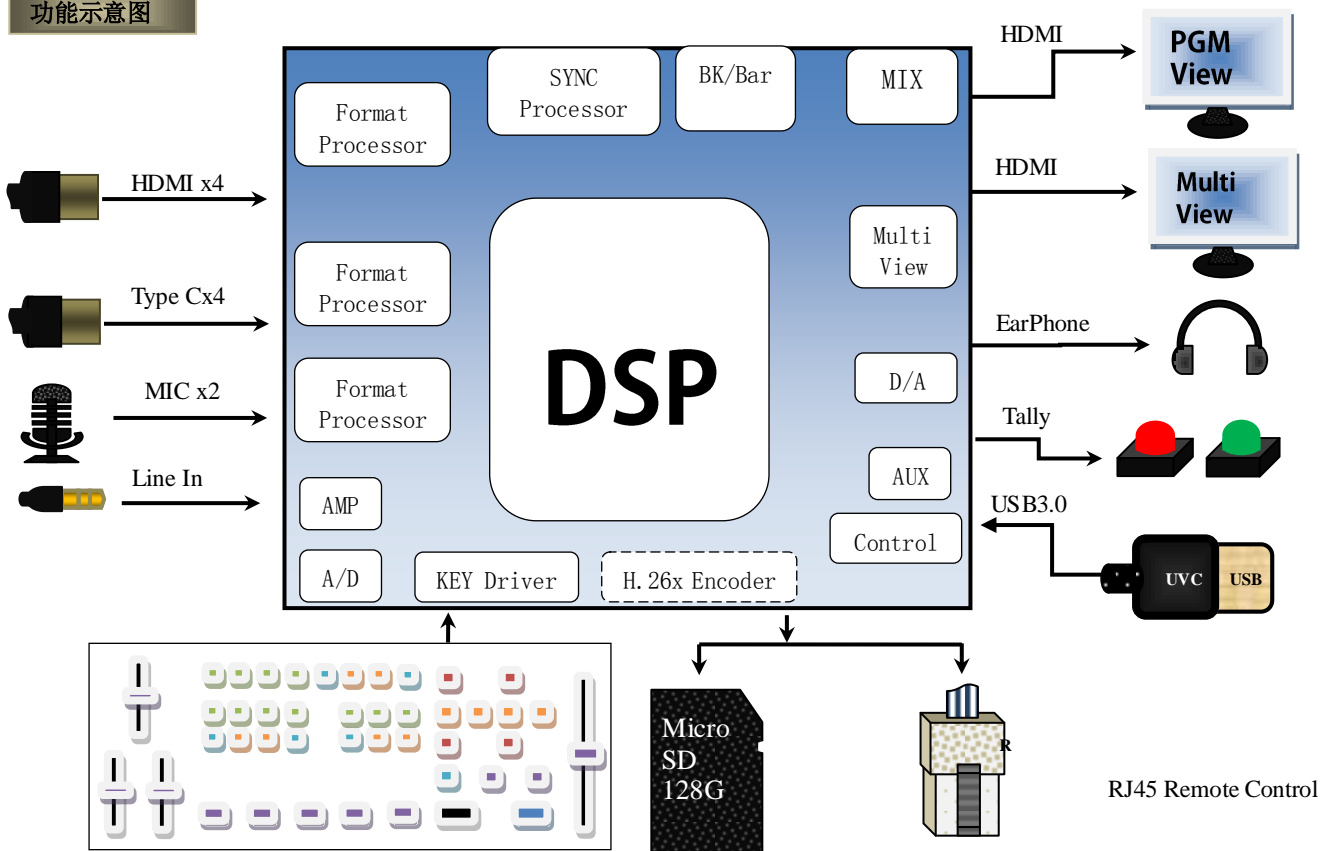 功能示意图
HDMI
PGM
View
SYNC
Processor
BK/Bar
MIX
Format
Processor
HDMI x4
HDMI
Multi
View
Multi
View
Format
Processor
Type Cx4
EarPhone
DSP
D/A
Format
Processor
MIC x2
Tally
Line In
AUX
AMP
USB3.0
Control
A/D
KEY Driver
H.26x Encoder
UVC
USB
Micro
SD
128G
R
RJ45 Remote Control